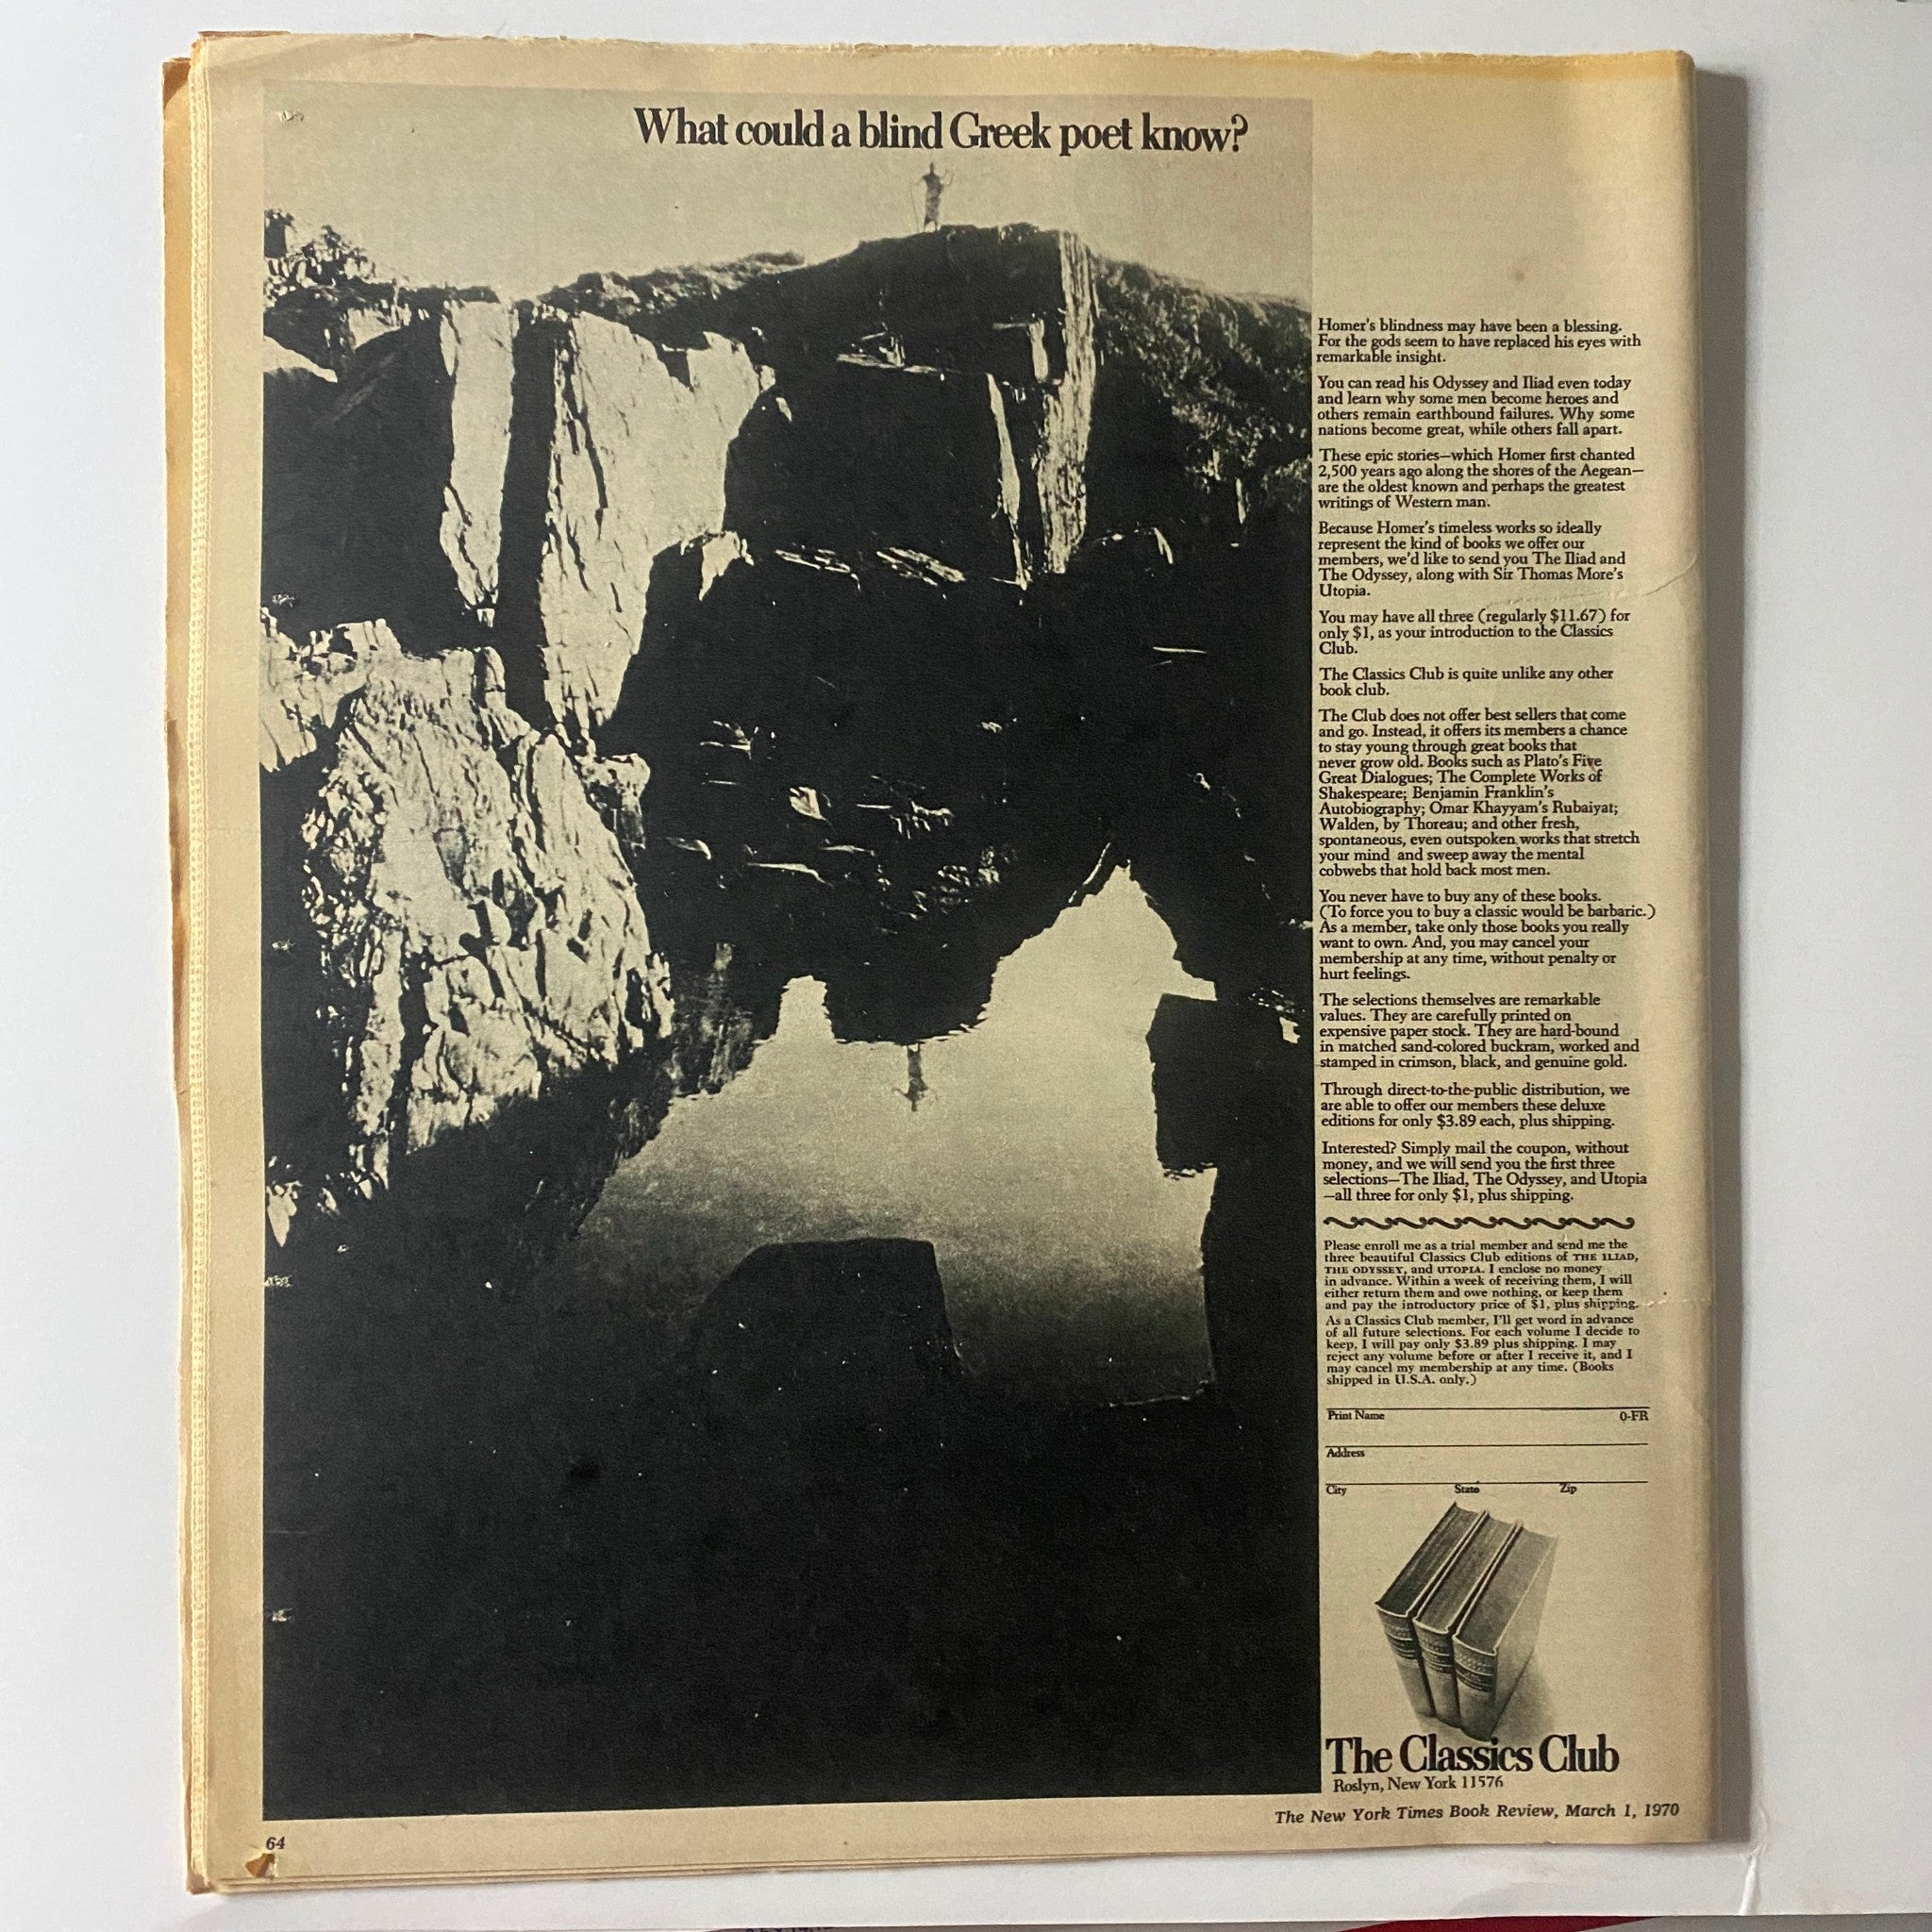 What could a blind Greek poet know?
Homer's blindness may have been a blessing.
For the gods seem to have replaced his eyes with
remarkable insight.
You can read his Odyssey and Iliad even today
and learn why some men become heroes and
others remain earthbound failures. Why some
nations become great, while others fall apart.
These epic stories—which Homer first chanted
2,500 years ago along the shores of the Aegean—
are the oldest known and perhaps the greatest
writings of Western man.
Because Homer's timeless works so ideally
represent the kind of books we offer our
members, we'd like to send you The Iliad and
The Odyssey, along with Sir Thomas More's
Utopia.
You may have all three (regularly $11.67) for
only $1, as your introduction to the Classics
Club.
The Classics Club is quite unlike any other
book club.
The Club does not offer best sellers that come
and go. Instead, it offers its members a chance
to stay young through great books that
never grow old. Books such as Plato's Five
Great Dialogues; The Complete Works of
Shakespeare; Benjamin Franklin's
Autobiography; Omar Khayyam's Rubaiyat;
Walden, by Thoreau; and other fresh,
spontaneous, even outspoken works that stretch
your mind and sweep away the mental
cobwebs that hold back most men.
You never have to buy any of these books.
(To force you to buy a classic would be barbaric.)
As a member, take only those books you really
want to own. And, you may cancel your
membership at any time, without penalty or
hurt feelings.
The selections themselves are remarkable
values. They are carefully printed on
expensive paper stock. They are hard-bound
in matched sand-colored buckram, worked and
stamped in crimson, black, and genuine gold.
Through direct-to-the-public distribution, we
are able to offer our members these deluxe
editions for only $3.89 each, plus shipping.
Interested? Simply mail the coupon, without
money, and we will send you the first three
selections—The Iliad, The Odyssey, and Utopia
—all three for only $1, plus shipping.
Please enroll me as a trial member and send me the
three beautiful Classics Club editions of THE ILIAD,
THE ODYSSEY, and UTOPIA. I enclose no money
in advance. Within a week of receiving them, I will
either return them and owe nothing, or keep them
and pay the introductory price of $1, plus shipping.
As a Classics Club member, I'll get word in advance
of all future selections. For each volume I decide to
keep, I will pay only $3.89 plus shipping. I may
reject any volume before or after I receive it, and I
may cancel my membership at any time. (Books
shipped in U.S.A. only.)
Print Name 0-FR
Address
City State Zip
The Classics Club
Roslyn, New York 11576
The New York Times Book Review, March 1, 1970
64